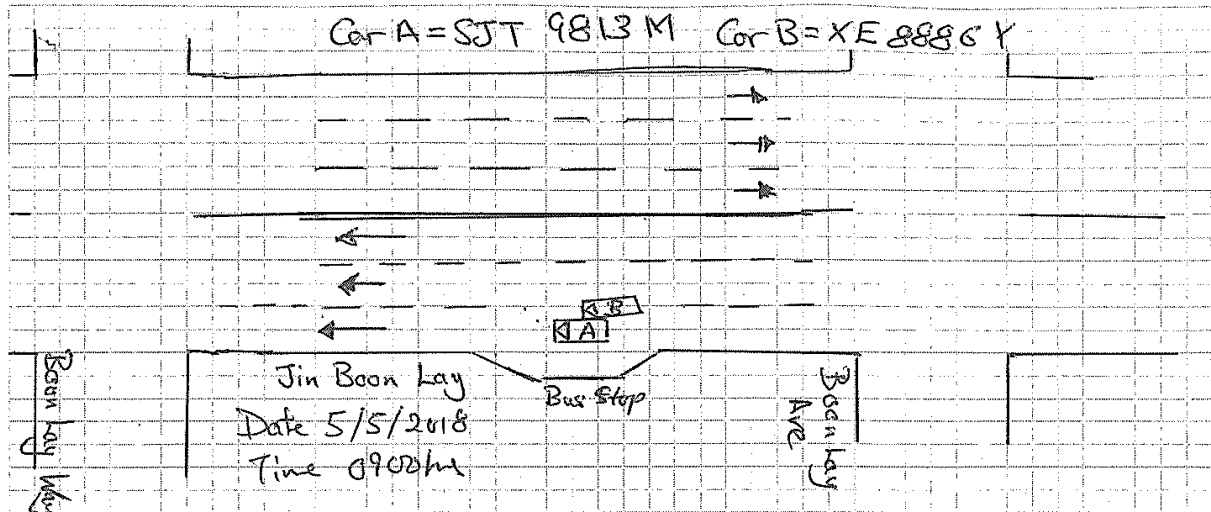 Car A = SJT 9813 M Car B = XE 8886 Y
B
A
Jin Boon Lay
Date 5/5/2018
Time 0900hrs
Bus Stop
Boon Lay
Ave
Boon Lay Way